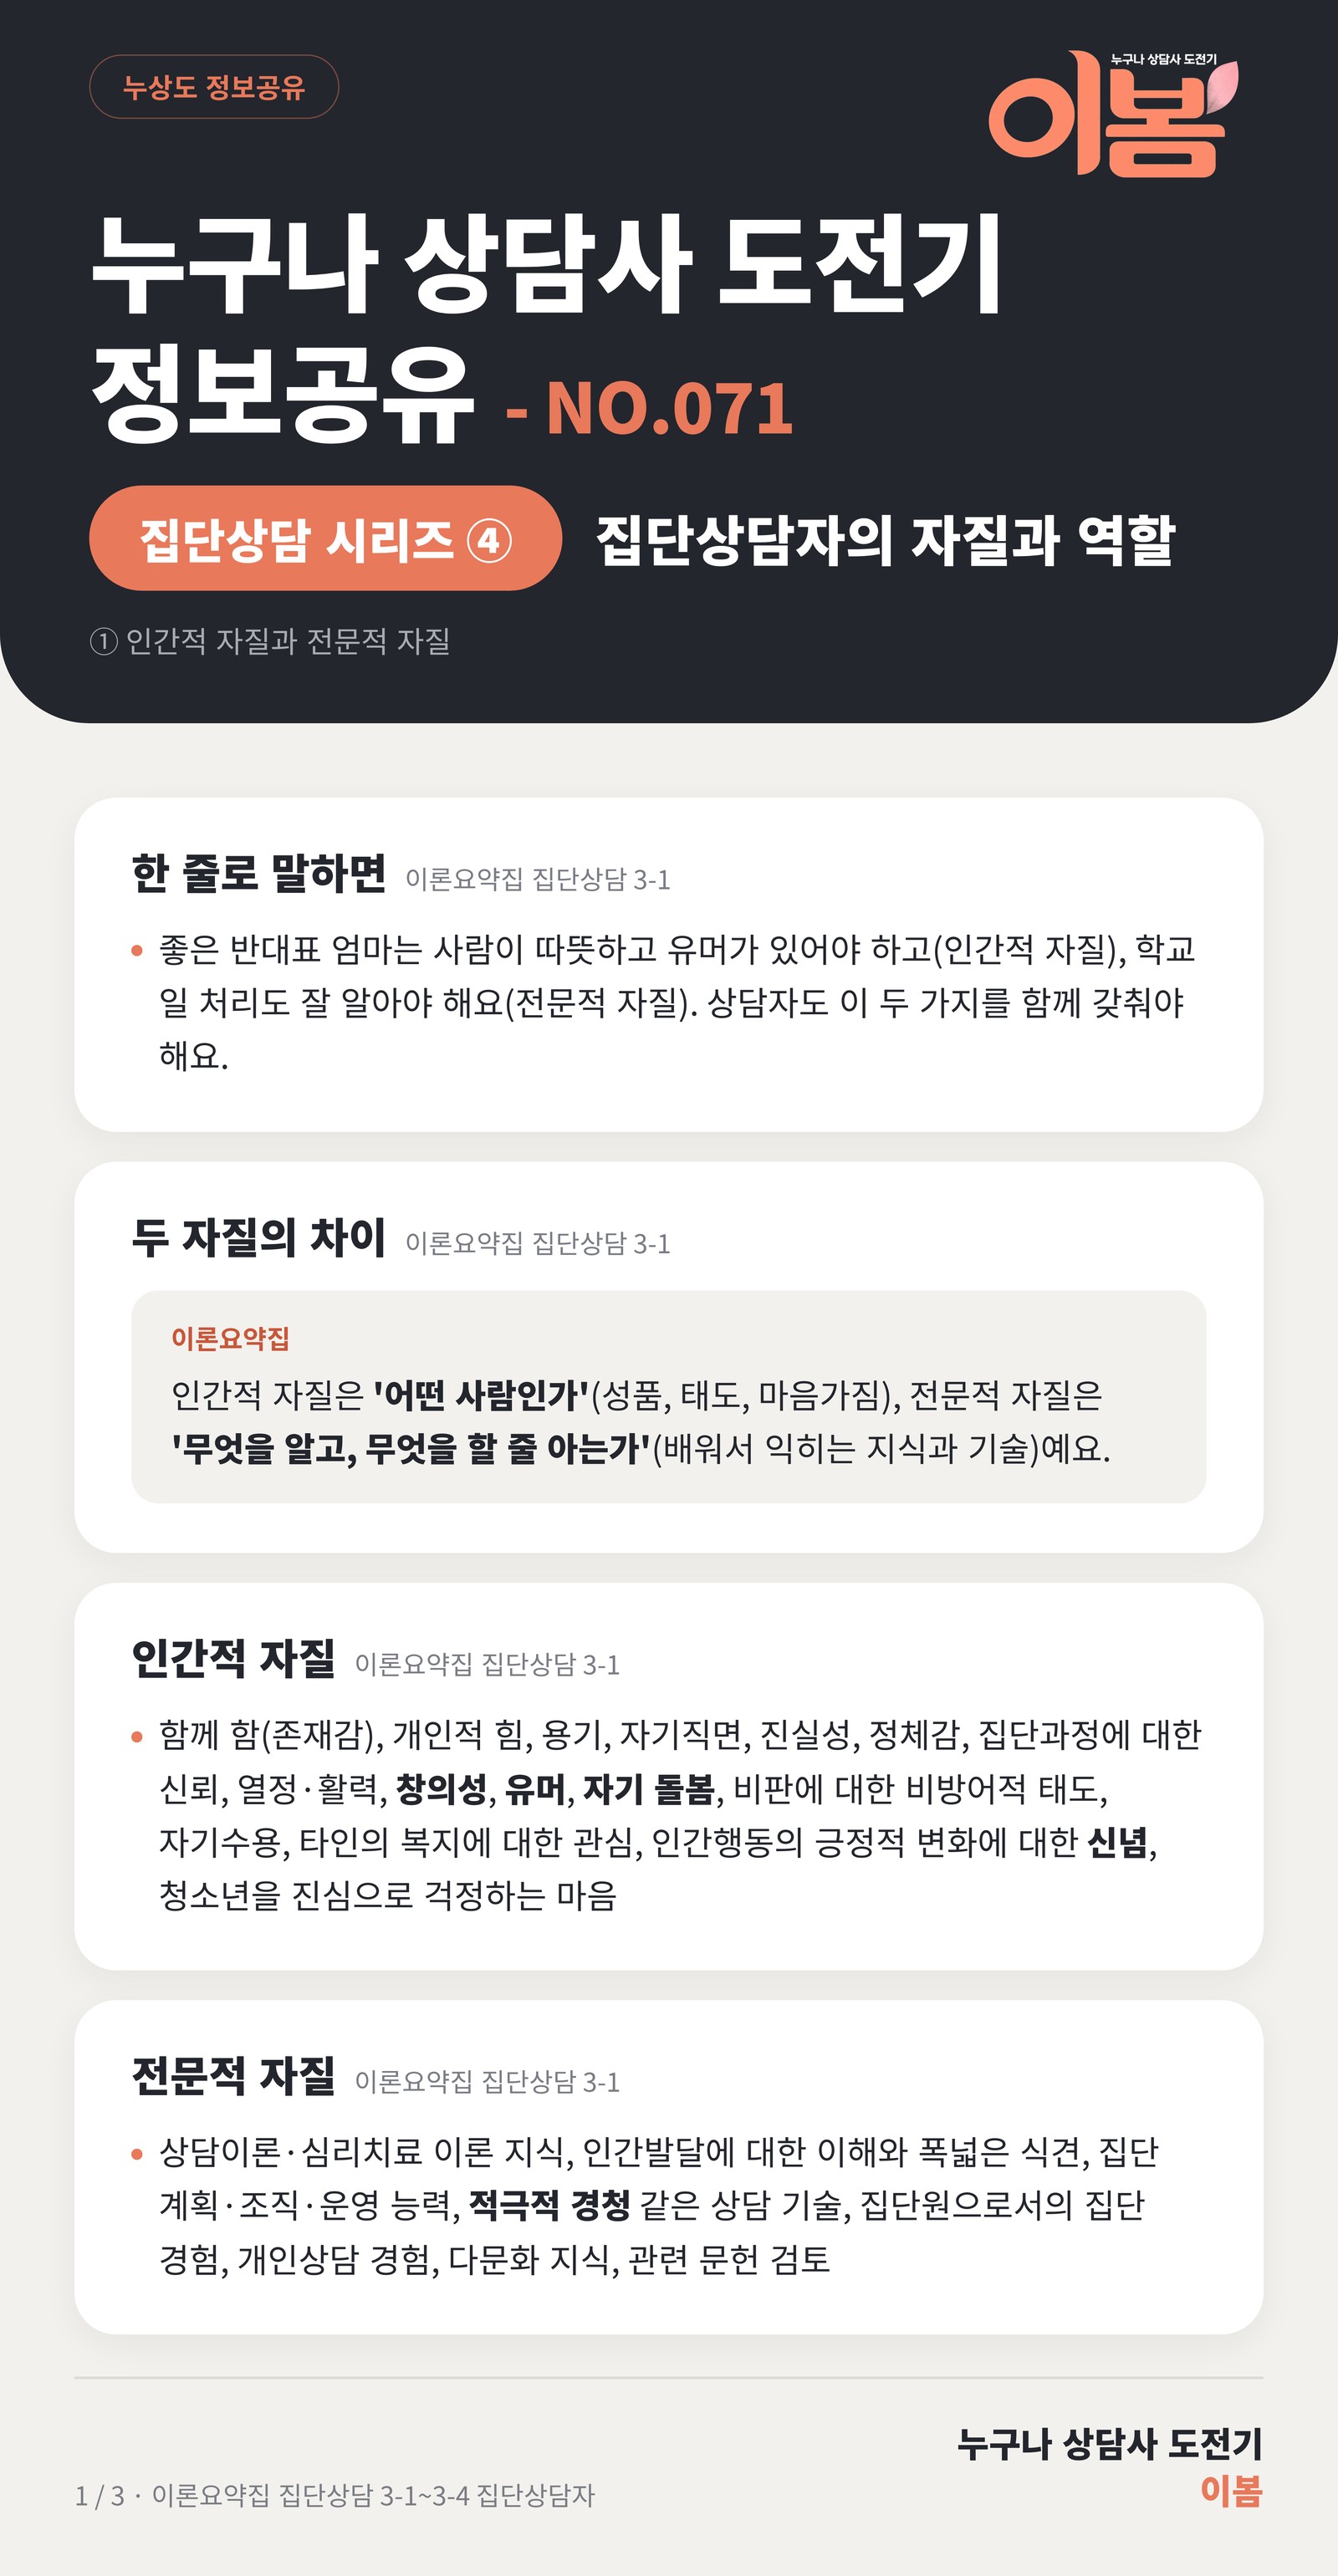 누상도 정보공유
누구나 상담사 도전기
이봄
누구나 상담사 도전기
정보공유 - NO.071
집단상담 시리즈 ④ 집단상담자의 자질과 역할
① 인간적 자질과 전문적 자질
한 줄로 말하면 이론요약집 집단상담 3-1
• 좋은 반대표 엄마는 사람이 따뜻하고 유머가 있어야 하고(인간적 자질), 학교
일 처리도 잘 알아야 해요(전문적 자질). 상담자도 이 두 가지를 함께 갖춰야
해요.
두 자질의 차이 이론요약집 집단상담 3-1
이론요약집
인간적 자질은 '어떤 사람인가'(성품, 태도, 마음가짐), 전문적 자질은
'무엇을 알고, 무엇을 할 줄 아는가'(배워서 익히는 지식과 기술)예요.
인간적 자질 이론요약집 집단상담 3-1
• 함께 함(존재감), 개인적 힘, 용기, 자기직면, 진실성, 정체감, 집단과정에 대한
신뢰, 열정·활력, 창의성, 유머, 자기 돌봄, 비판에 대한 비방어적 태도,
자기수용, 타인의 복지에 대한 관심, 인간행동의 긍정적 변화에 대한 신념,
청소년을 진심으로 걱정하는 마음
전문적 자질 이론요약집 집단상담 3-1
• 상담이론·심리치료 이론 지식, 인간발달에 대한 이해와 폭넓은 식견, 집단
계획·조직·운영 능력, 적극적 경청 같은 상담 기술, 집단원으로서의 집단
경험, 개인상담 경험, 다문화 지식, 관련 문헌 검토
누구나 상담사 도전기
1 / 3 · 이론요약집 집단상담 3-1~3-4 집단상담자
이봄